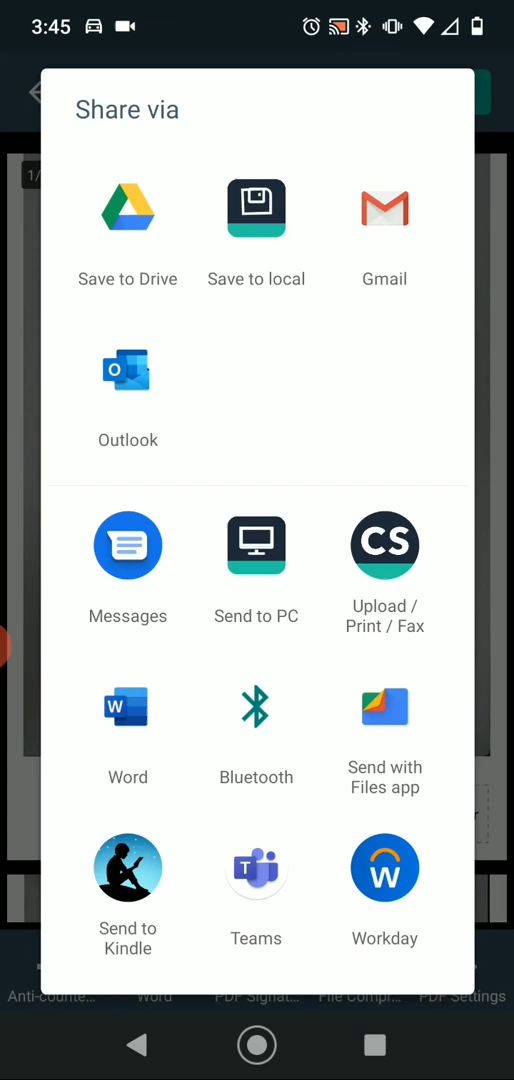 3:45
1/
Share via
Save to Drive
Save to local
Gmail
O
Outlook
CS
Messages
Send to PC
Upload /
Print / Fax
W
Word
Bluetooth
Send with
Files app
T
W
Send to
Kindle
Teams
Workday
Anti-counte...
Word
PDF Signat...
File Compr...
PDF Settings